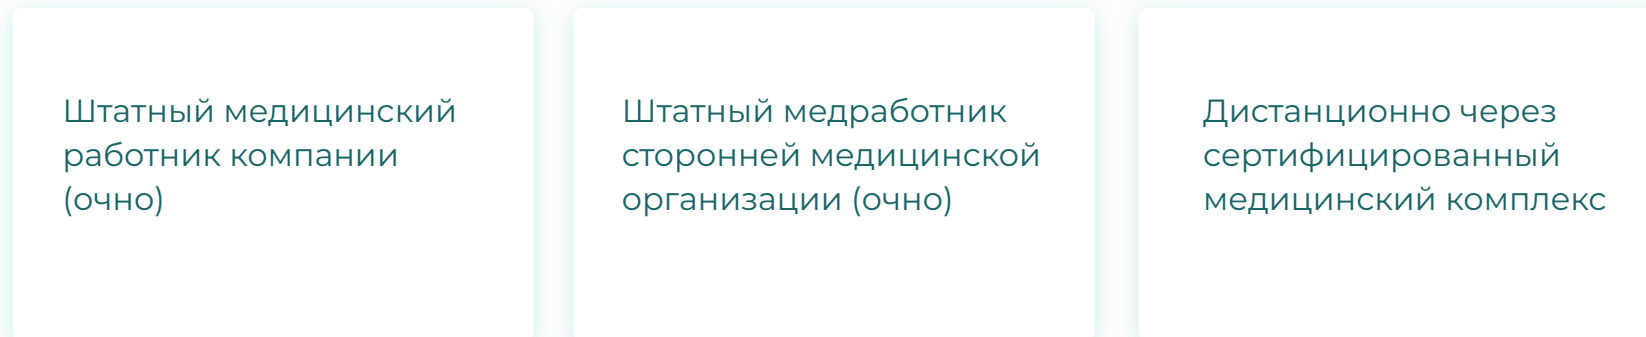 Штатный медицинский
работник компании
(очно)
Штатный медработник
сторонней медицинской
организации (очно)
Дистанционно через
сертифицированный
медицинский комплекс